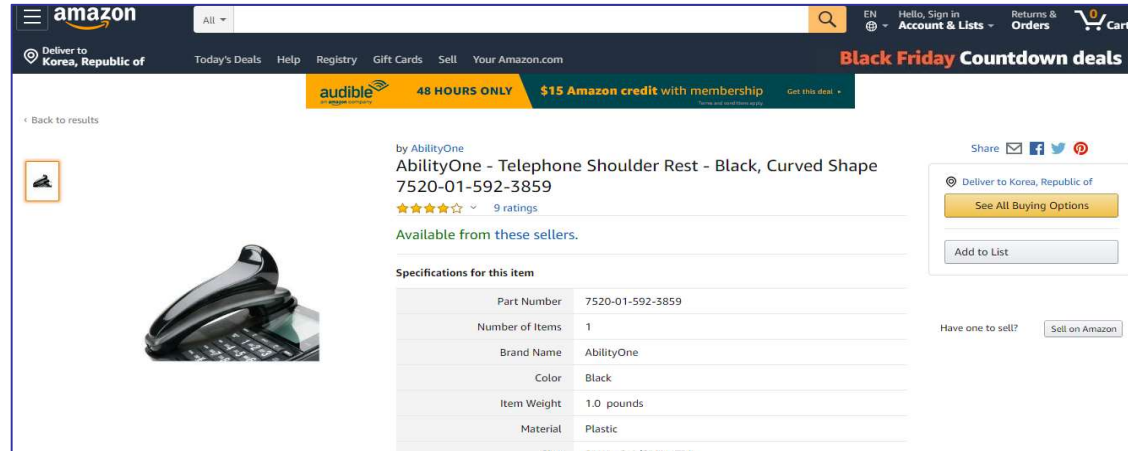 amazon
All
EN
Hello, Sign in
Account & Lists
Returns &
Orders
0
Cart
Deliver to
Korea, Republic of
Today's Deals Help Registry Gift Cards Sell Your Amazon.com
Black Friday Countdown deals
audible
an amazon company
48 HOURS ONLY
$15 Amazon credit with membership
Terms and conditions apply.
Get this deal
‹ Back to results
by AbilityOne
AbilityOne - Telephone Shoulder Rest - Black, Curved Shape
7520-01-592-3859
9 ratings
Available from these sellers.
Specifications for this item
Part Number 7520-01-592-3859
Number of Items 1
Brand Name AbilityOne
Color Black
Item Weight 1.0 pounds
Material Plastic
Share
Deliver to Korea, Republic of
See All Buying Options
Add to List
Have one to sell?
Sell on Amazon